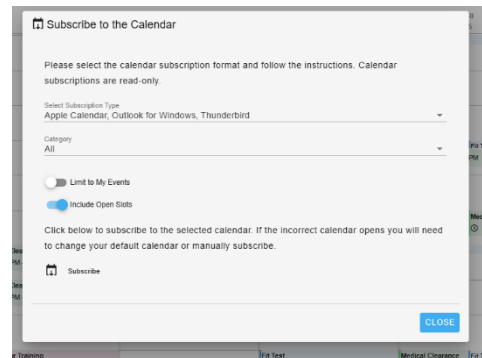 Subscribe to the Calendar
Please select the calendar subscription format and follow the instructions. Calendar
subscriptions are read-only.
Select Subscription Type
Apple Calendar, Outlook for Windows, Thunderbird
Category
All
Limit to My Events
Include Open Slots
Click below to subscribe to the selected calendar. If the incorrect calendar opens you will need
to change your default calendar or manually subscribe.
Subscribe
CLOSE
Training
Fit Test
Medical Clearance